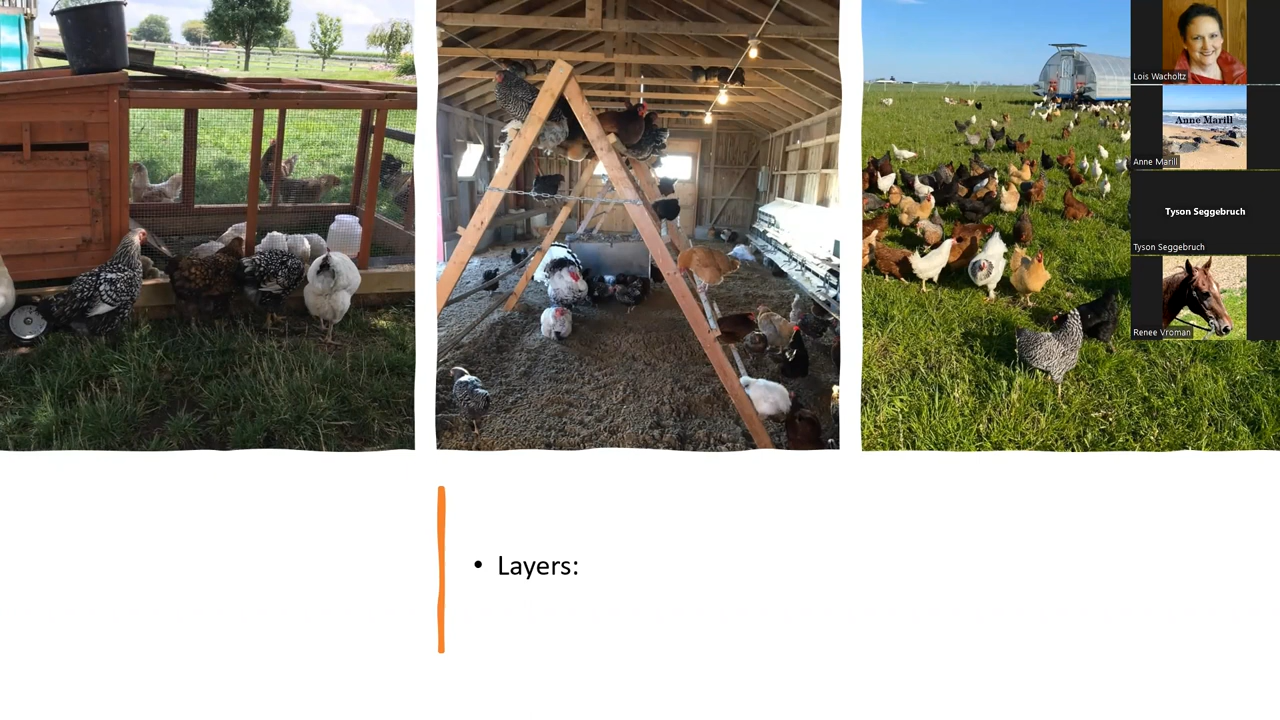 Lois Wacholtz
Anne Marill
Anne Marill
Tyson Seggebruch
Tyson Seggebruch
Renee Vroman
• Layers: